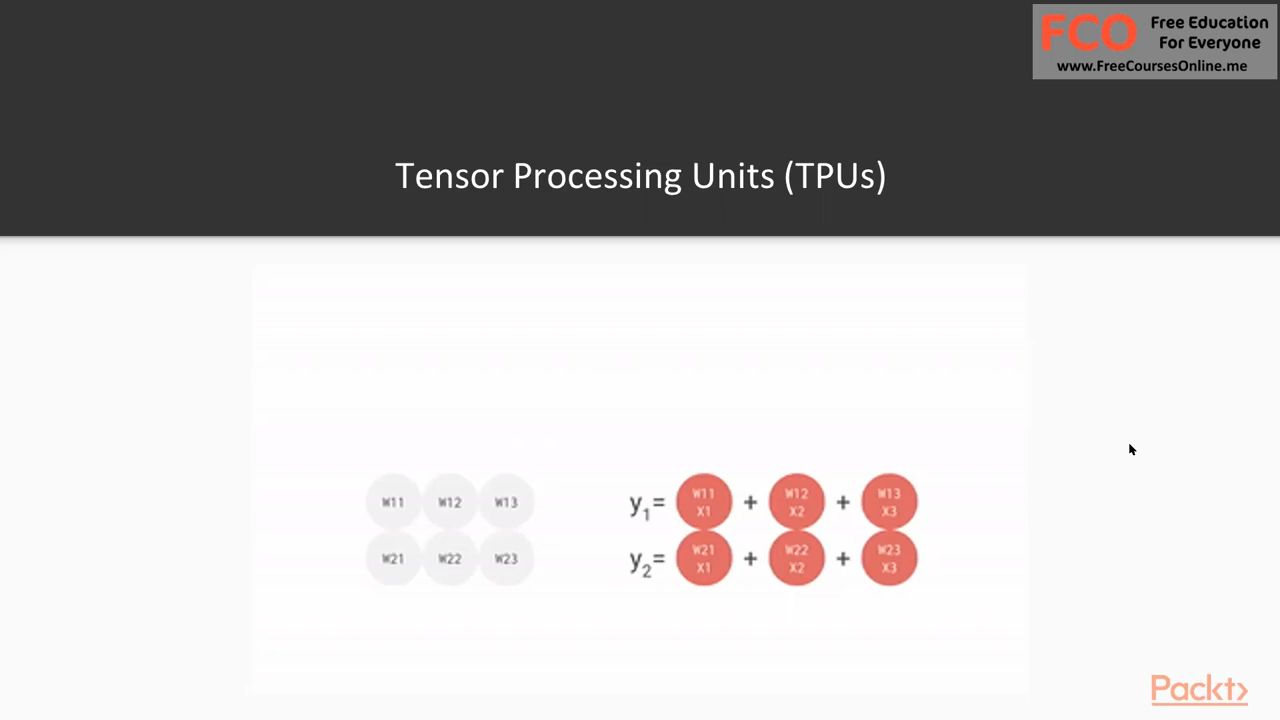 FCO Free Education
For Everyone
www.FreeCoursesOnline.me
Tensor Processing Units (TPUs)
W11 W12 W13 y1= W11 X1 + W12 X2 + W13 X3
W21 W22 W23 y2= W21 X1 + W22 X2 + W23 X3
Packt>